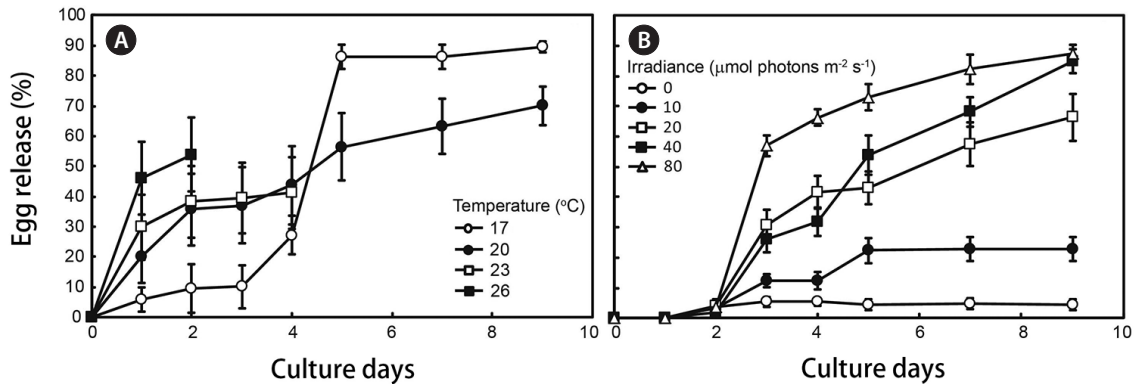 A
B
100
90
80
70
60
50
40
30
20
10
0
Egg release (%)
Temperature (°C)
17
20
23
26
0 2 4 6 8 10
Culture days
Irradiance (μmol photons m⁻² s⁻¹)
0
10
20
40
80
0 2 4 6 8 10
Culture days